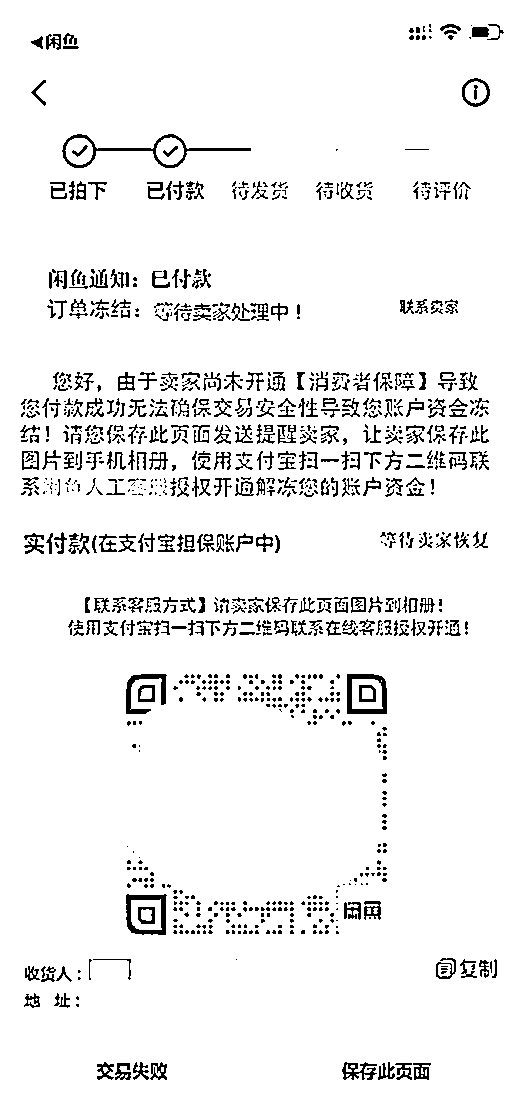 闲鱼
已拍下 已付款 待发货 待收货 待评价
闲鱼通知：已付款
订单冻结：等待卖家处理中！ 联系卖家
您好，由于卖家尚未开通【消费者保障】导致
您付款成功无法确保交易安全性导致您账户资金冻
结！请您保存此页面发送提醒卖家，让卖家保存此
图片到手机相册，使用支付宝扫一扫下方二维码联
系闲鱼人工客服授权开通解冻您的账户资金！
实付款(在支付宝担保账户中) 等待卖家恢复
【联系客服方式】请卖家保存此页面图片到相册！
使用支付宝扫一扫下方二维码联系在线客服授权开通！
闲鱼
收货人： 复制
地 址：
交易失败 保存此页面